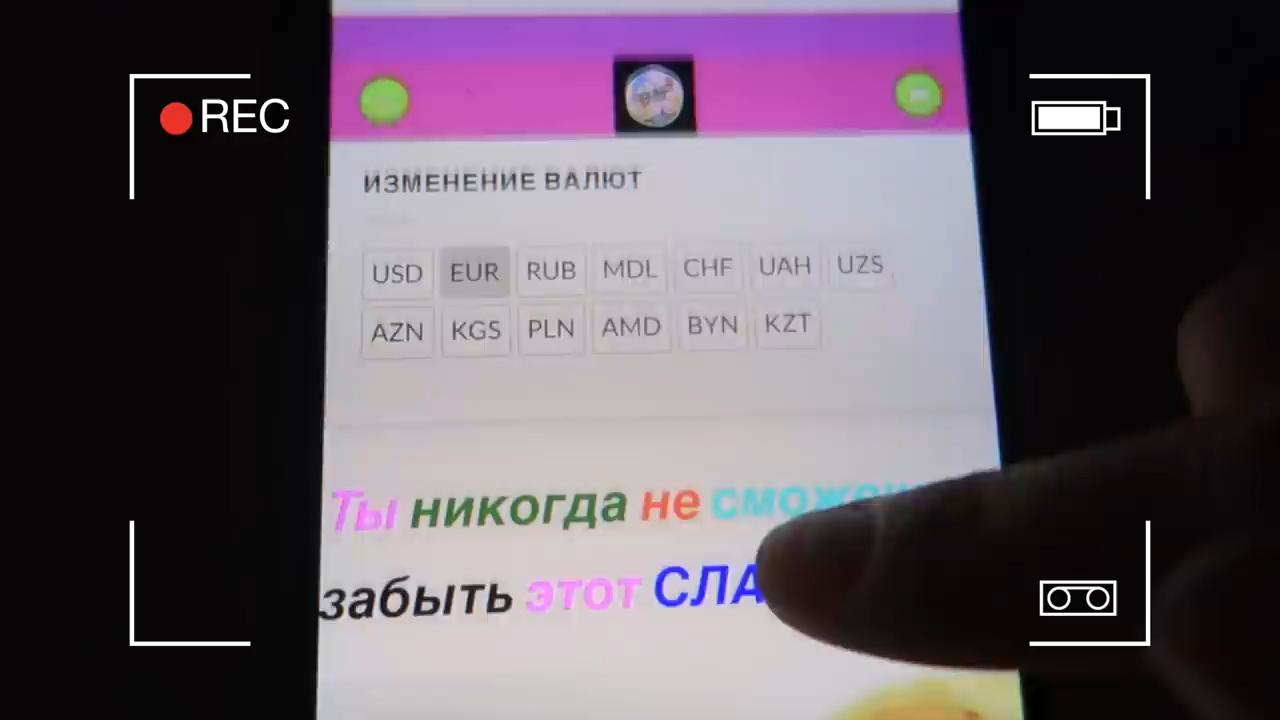 REC
ИЗМЕНЕНИЕ ВАЛЮТ
USD EUR RUB MDL CHF UAH UZS
AZN KGS PLN AMD BYN KZT
Ты никогда не
забыть этот